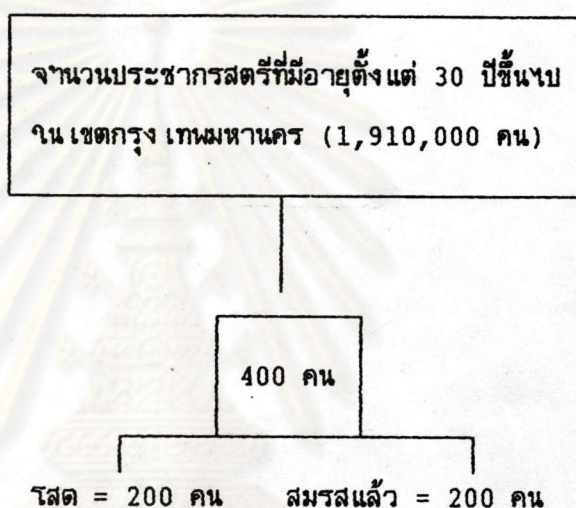 จำนวนประชากรสตรีที่มีอายุตั้งแต่ 30 ปีขึ้นไป
ใน เขตกรุง เทพมหานคร (1,910,000 คน)
400 คน
โสด = 200 คน สมรสแล้ว = 200 คน